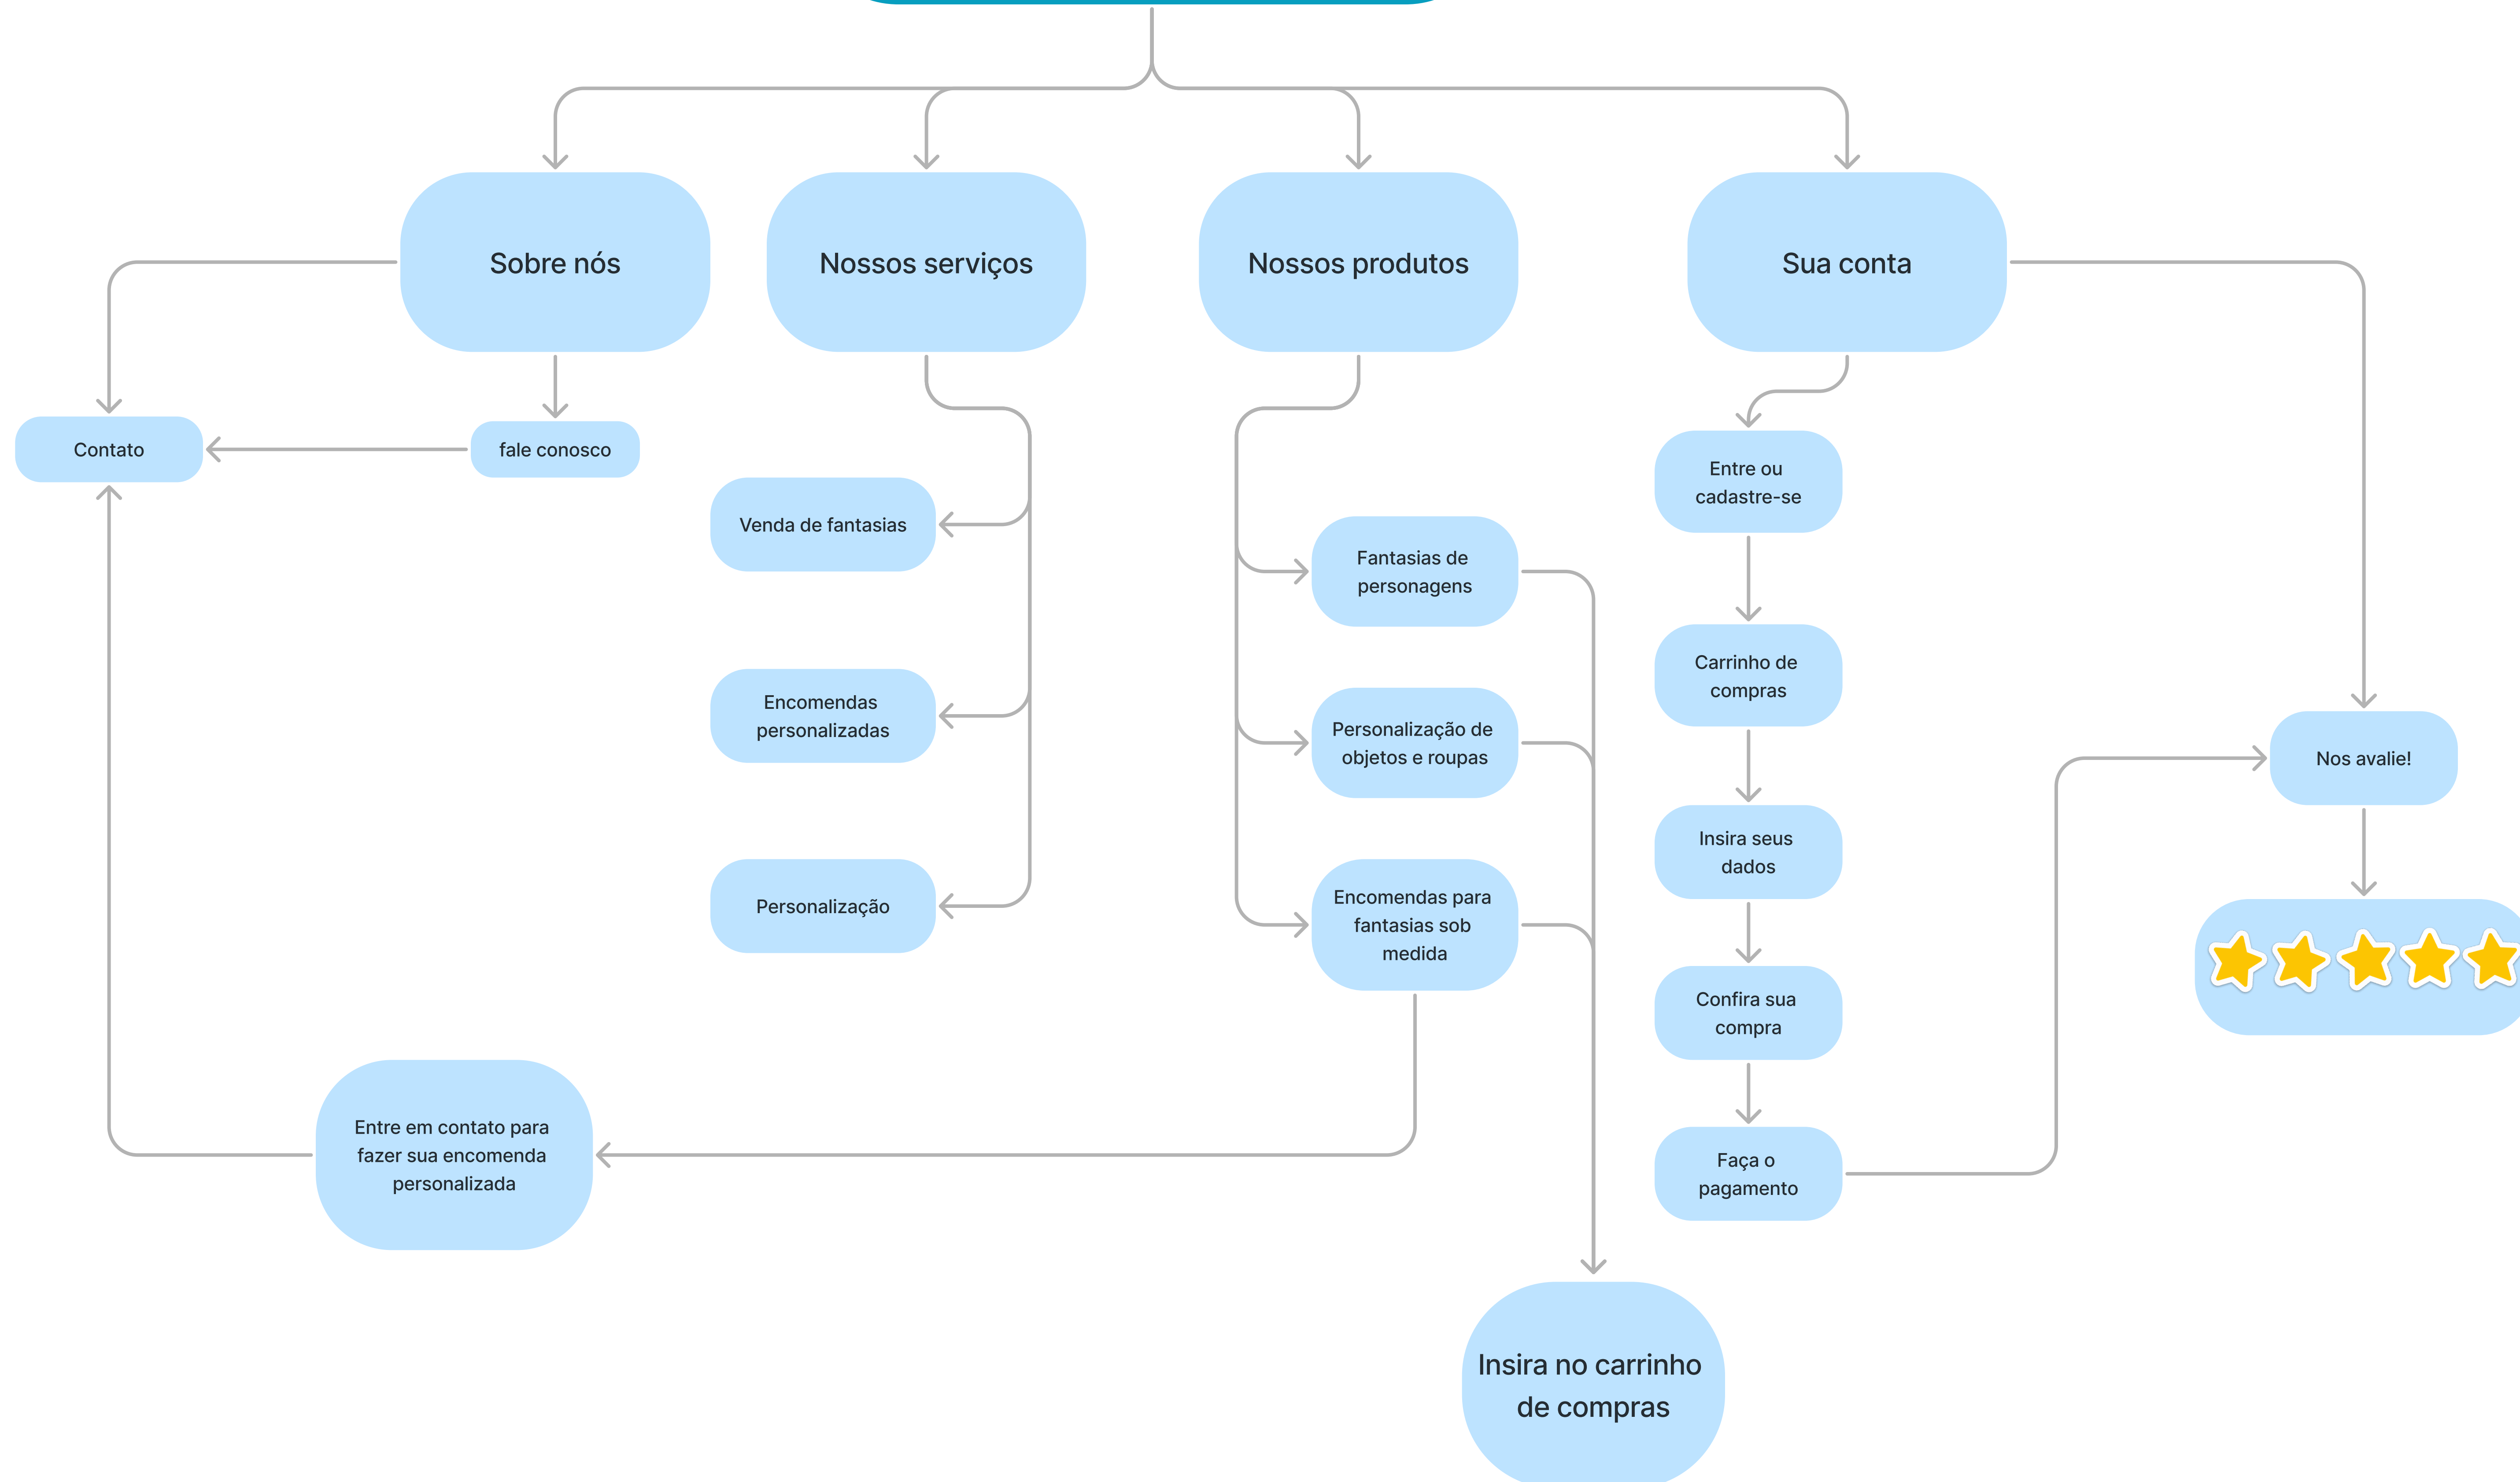 Sobre nós
Nossos serviços
Nossos produtos
Sua conta
Contato
fale conosco
Venda de fantasias
Encomendas
personalizadas
Personalização
Fantasias de
personagens
Personalização de
objetos e roupas
Encomendas para
fantasias sob
medida
Entre ou
cadastre-se
Carrinho de
compras
Insira seus
dados
Confira sua
compra
Faça o
pagamento
Nos avalie!
Entre em contato para
fazer sua encomenda
personalizada
Insira no carrinho
de compras